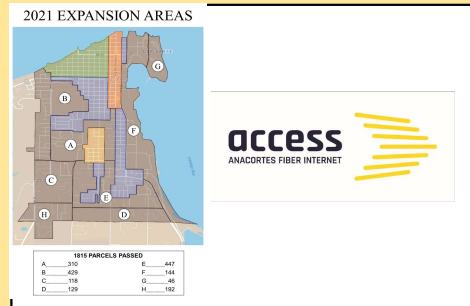 2021 EXPANSION AREAS
G
B
F
A
C
E
H
D
access
ANACORTES FIBER INTERNET
1815 PARCELS PASSED
A______310
B______429
C______118
D______129
E______447
F______144
G______46
H______192